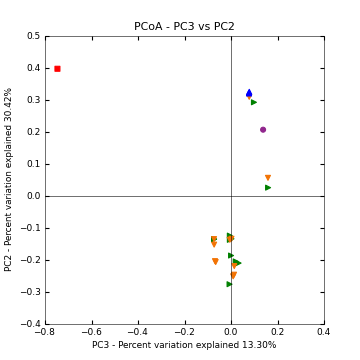 PCoA - PC3 vs PC2
0.5
0.4
0.3
0.2
0.1
0.0
−0.1
−0.2
−0.3
−0.4
PC2 - Percent variation explained 30.42%
−0.8 −0.6 −0.4 −0.2 0.0 0.2 0.4
PC3 - Percent variation explained 13.30%